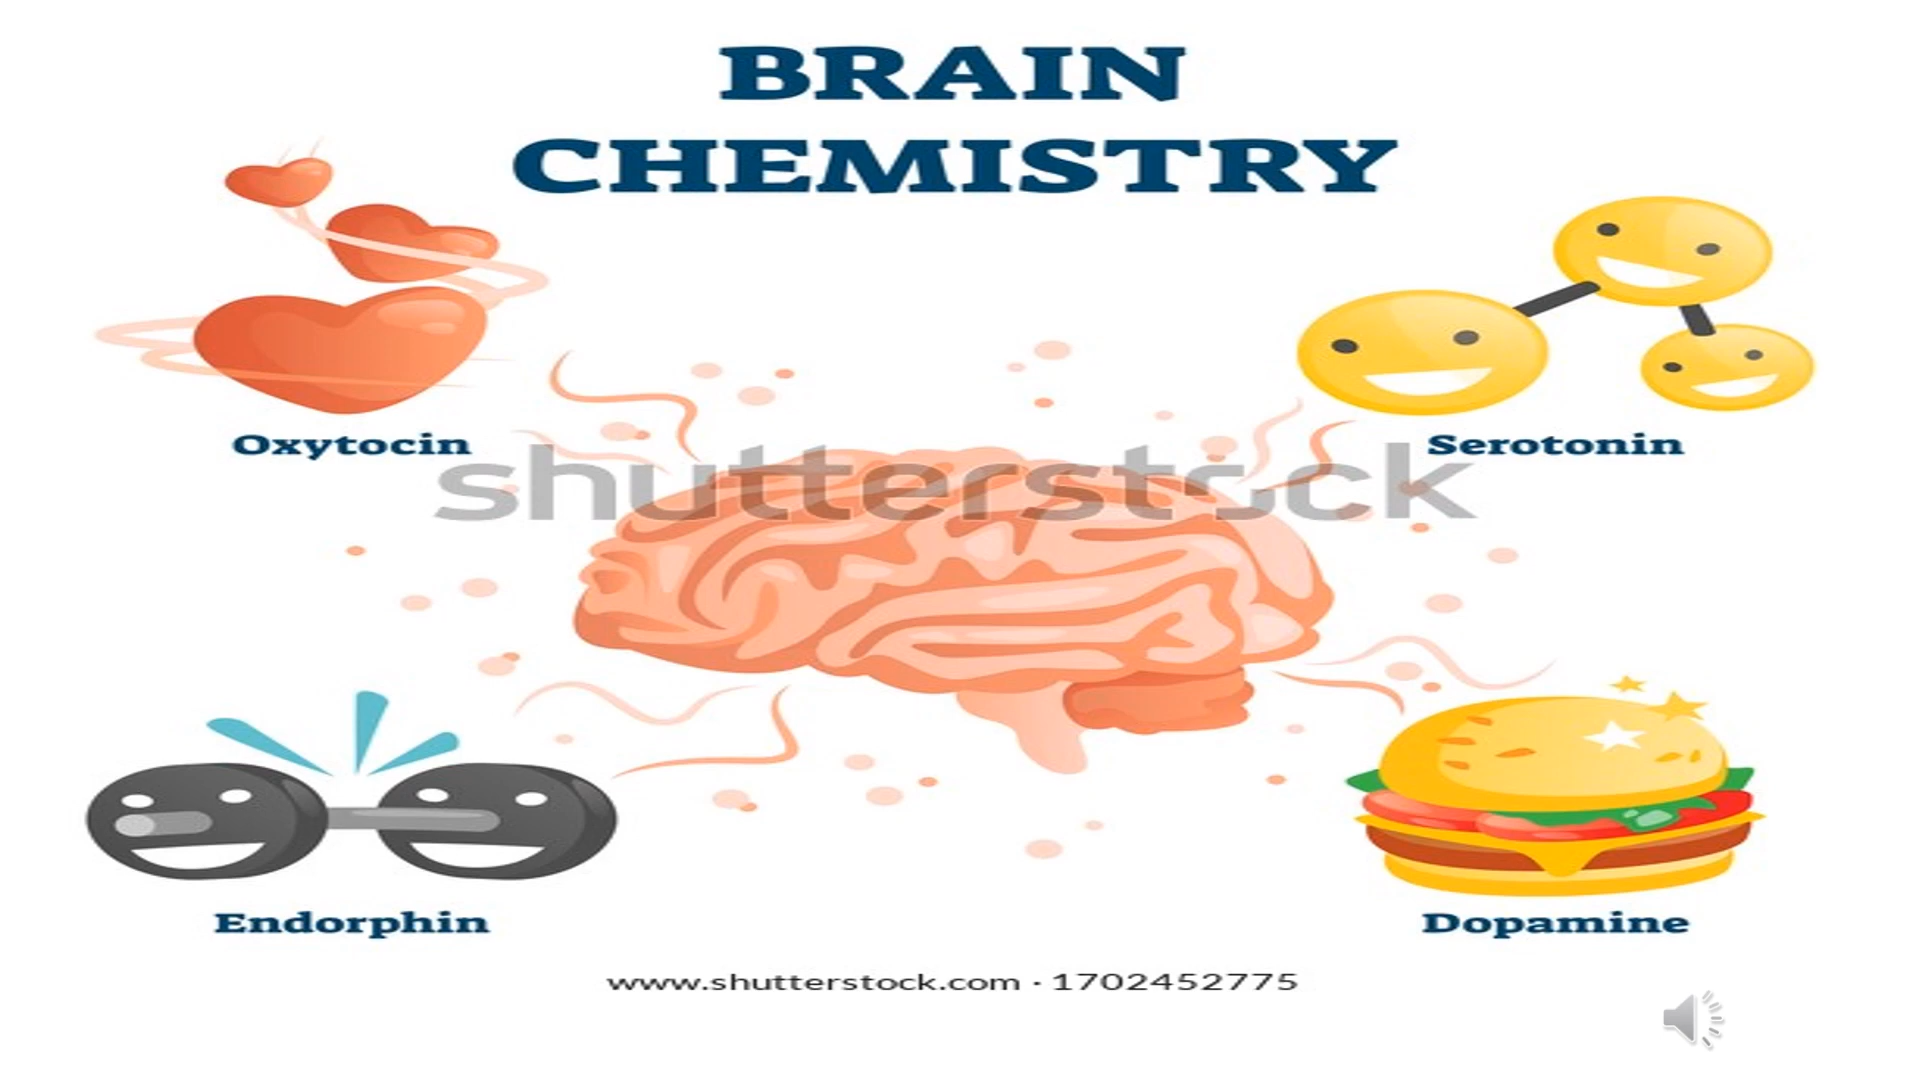 BRAIN
CHEMISTRY
Oxytocin
Serotonin
shutterstock
Endorphin
Dopamine
www.shutterstock.com · 1702452775